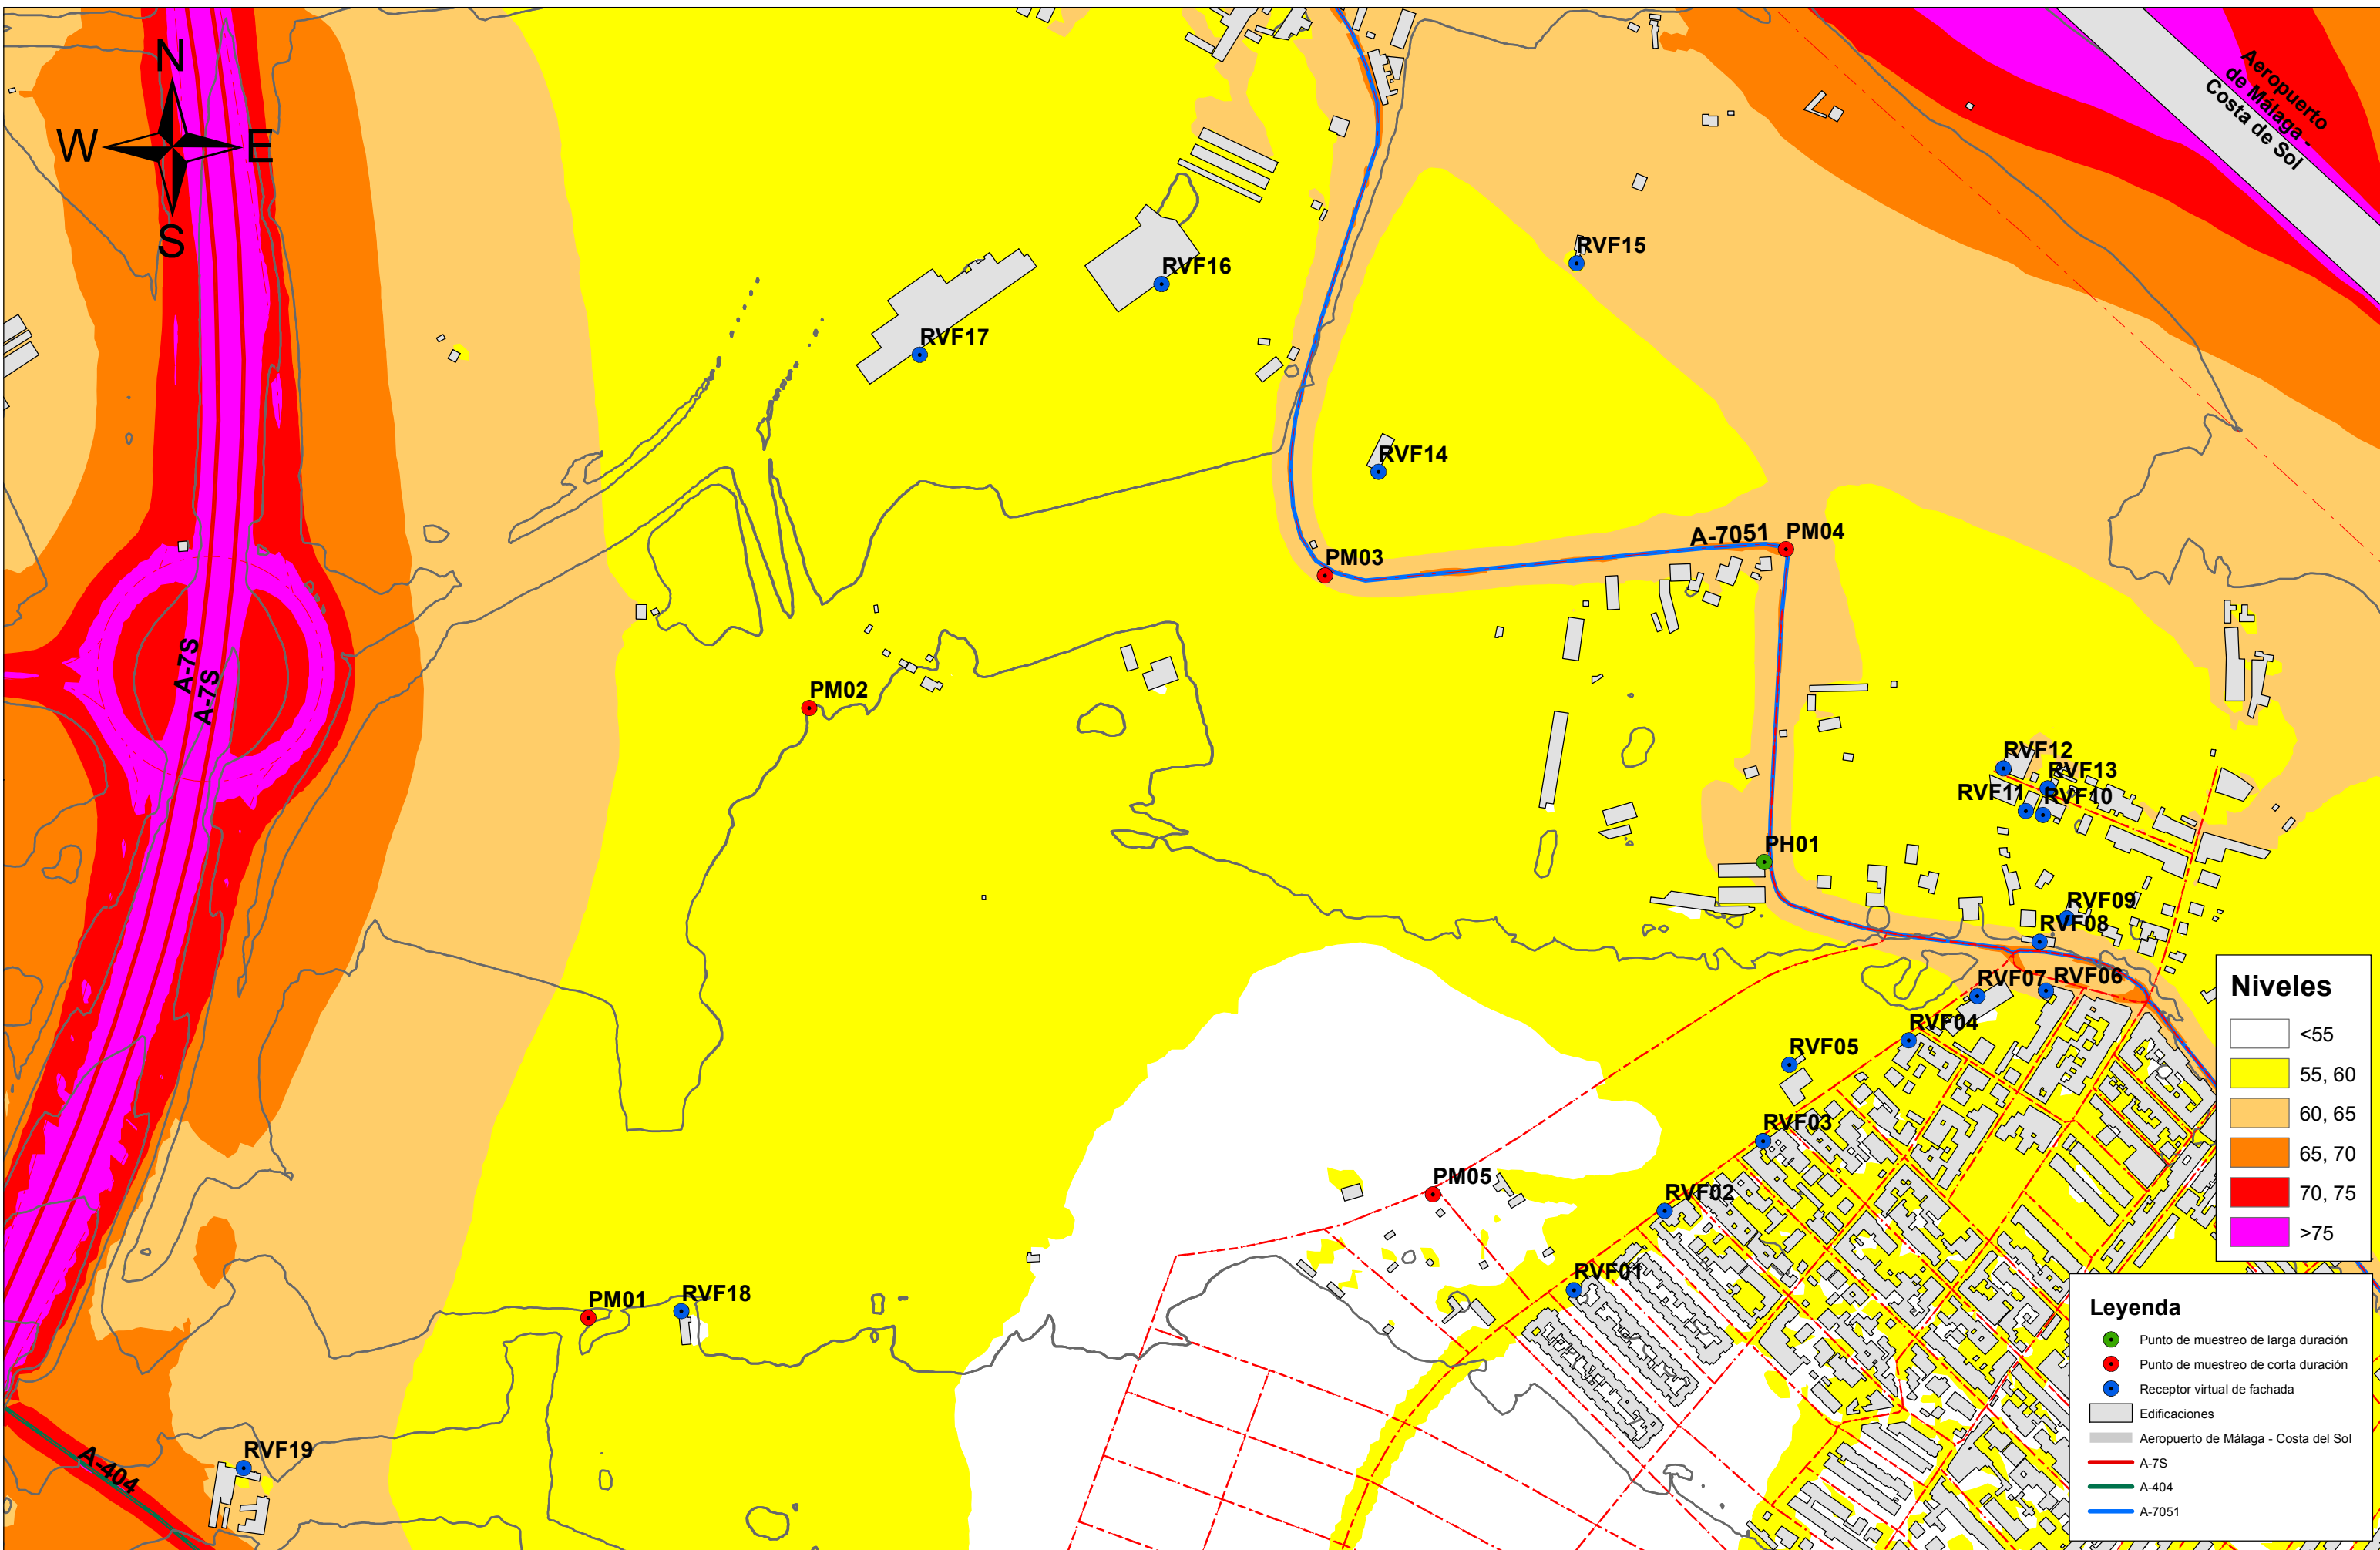 N
W
E
S
Aeropuerto
de Málaga -
Costa de Sol
RVF15
RVF16
RVF17
RVF14
A-7051
PM04
PM03
A-7S
A-7S
PM02
RVF12
RVF13
RVF11
RVF10
PH01
RVF09
RVF08
RVF07
RVF06
RVF04
RVF05
RVF03
PM05
RVF02
RVF01
PM01
RVF18
RVF19
A-404
Niveles
<55
55, 60
60, 65
65, 70
70, 75
>75
Leyenda
Punto de muestreo de larga duración
Punto de muestreo de corta duración
Receptor virtual de fachada
Edificaciones
Aeropuerto de Málaga - Costa del Sol
A-7S
A-404
A-7051